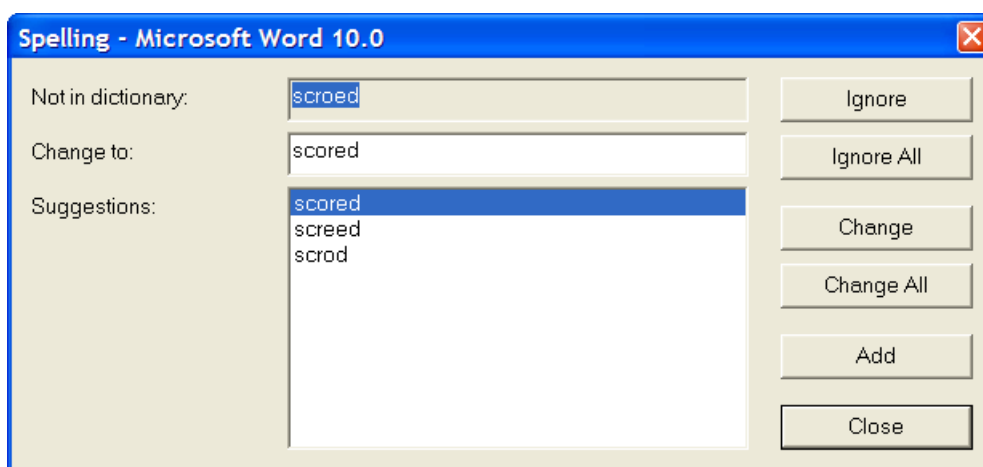 Spelling - Microsoft Word 10.0
Not in dictionary: scroed Ignore
Change to: scored Ignore All
Suggestions: scored
screed Change
scrod
Change All
Add
Close